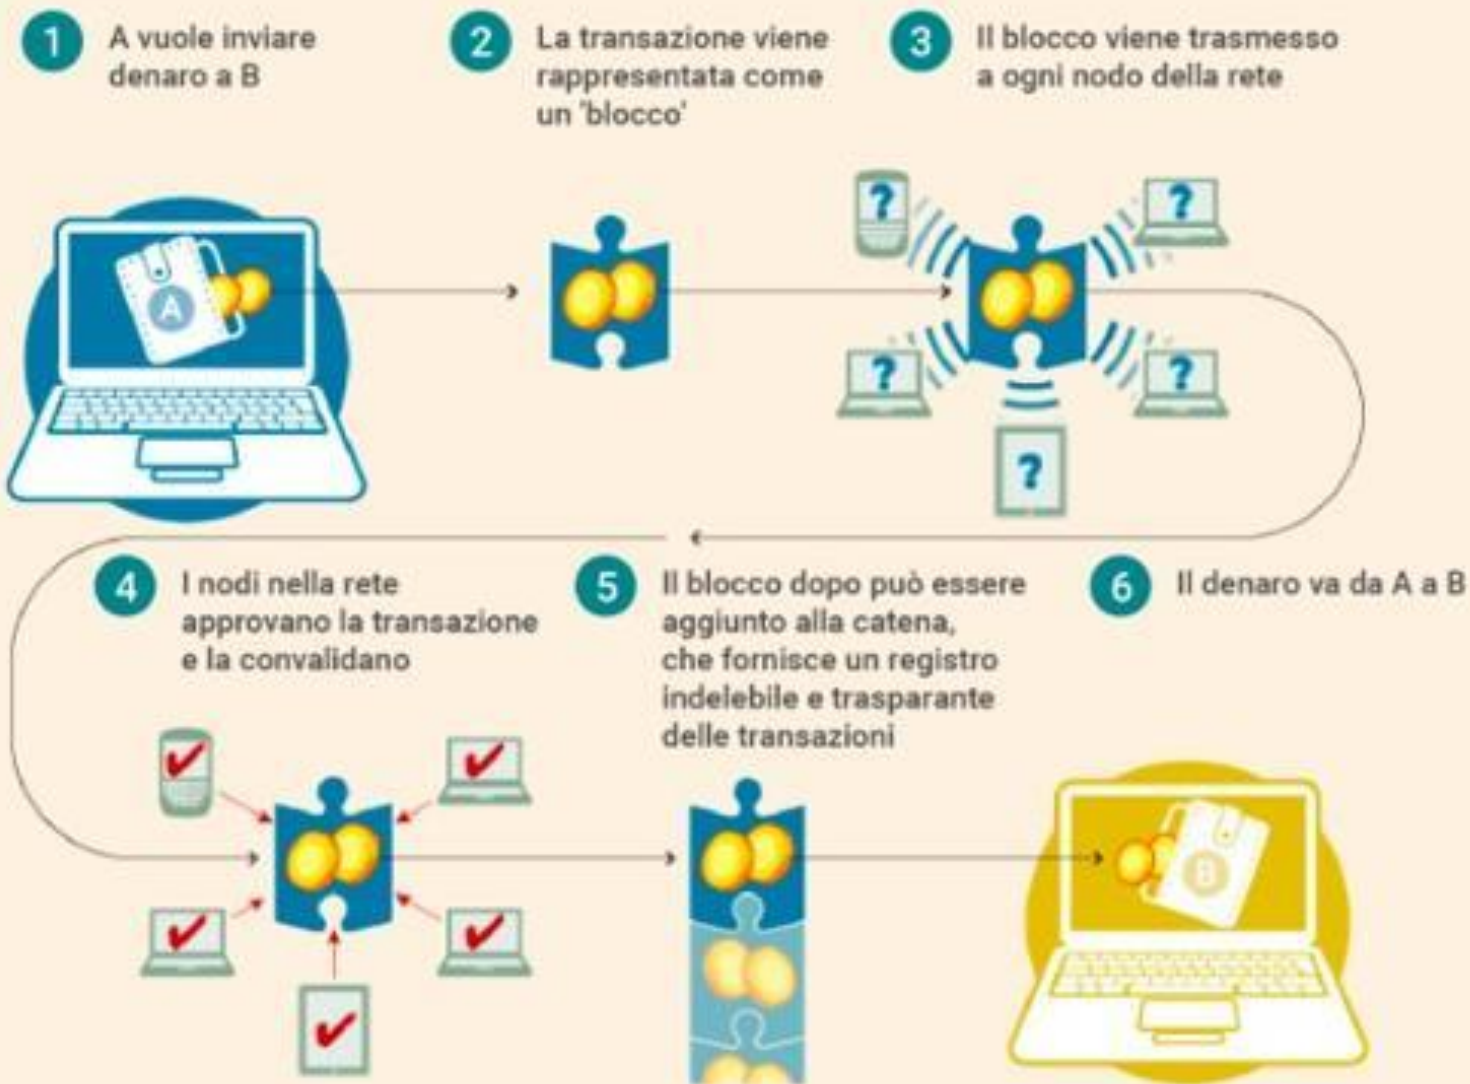 1
A vuole inviare
denaro a B
2
La transazione viene
rappresentata come
un 'blocco'
3
Il blocco viene trasmesso
a ogni nodo della rete
A
?
?
?
?
?
4
I nodi nella rete
approvano la transazione
e la convalidano
5
Il blocco dopo può essere
aggiunto alla catena,
che fornisce un registro
indelebile e trasparante
delle transazioni
6
Il denaro va da A a B
B